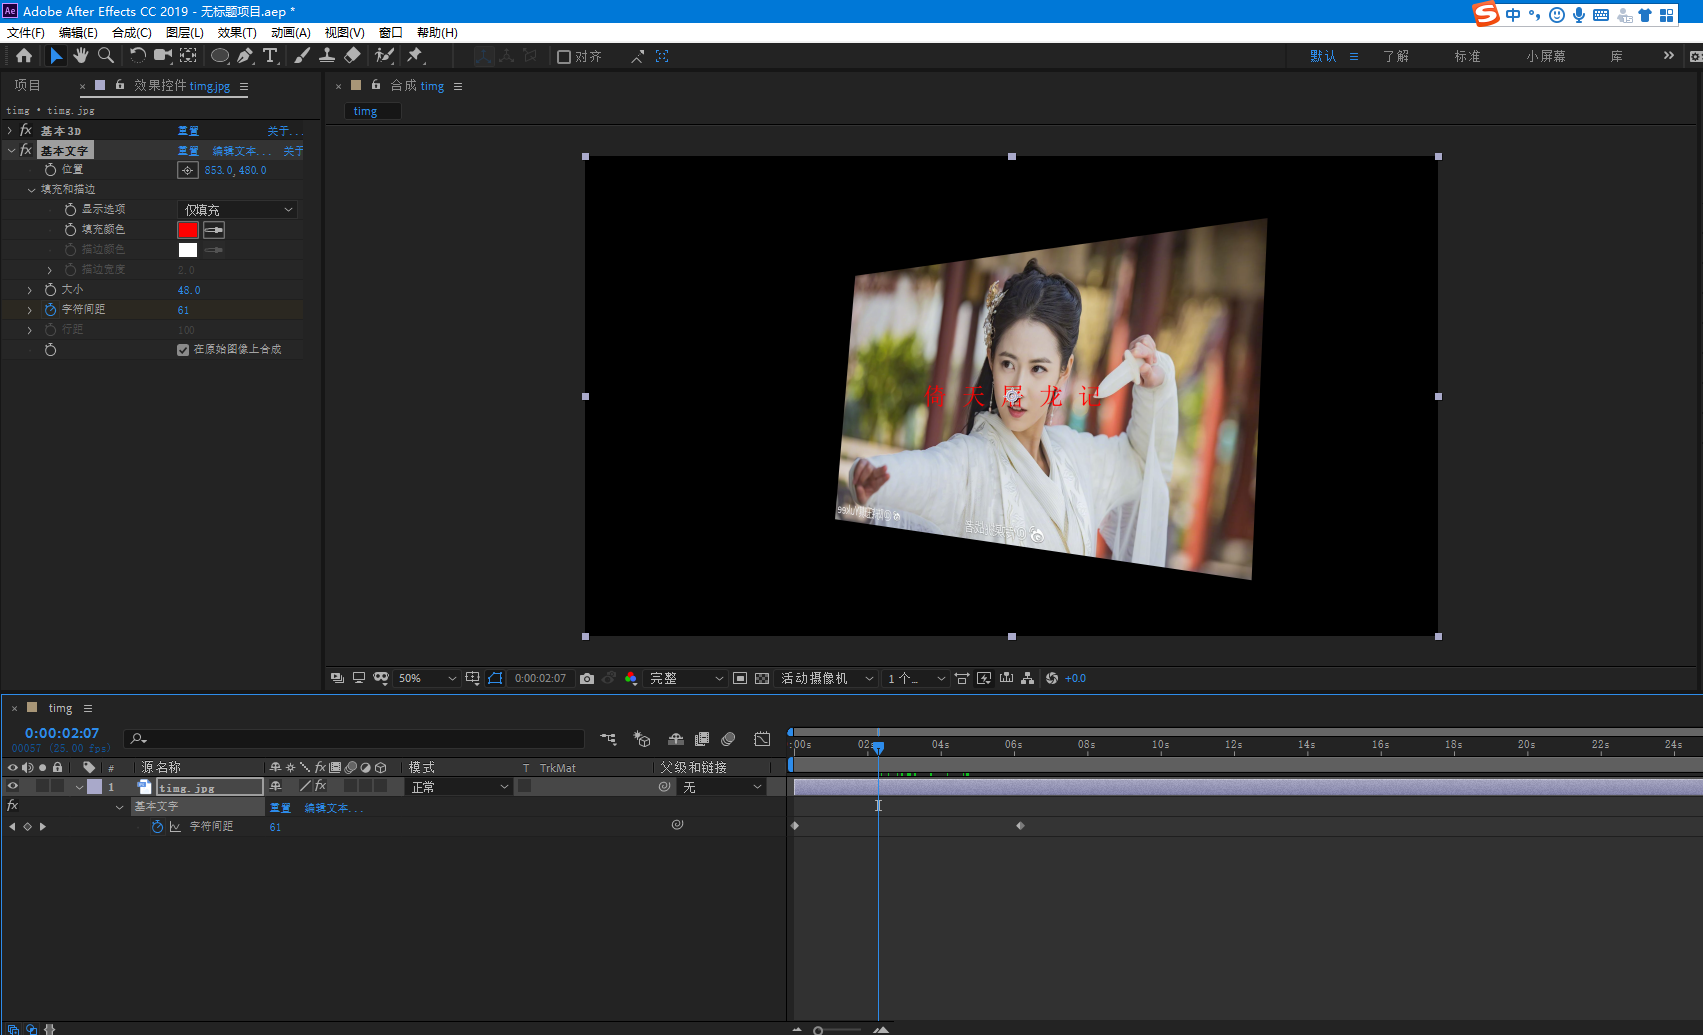 Ae Adobe After Effects CC 2019 - 无标题项目.aep *
中
文件(F) 编辑(E) 合成(C) 图层(L) 效果(T) 动画(A) 视图(V) 窗口 帮助(H)
对齐 默认 了解 标准 小屏幕 库
项目 × 效果控件 timg.jpg
× 合成 timg
timg • timg.jpg
timg
fx 基本3D 重置 关于...
fx 基本文字 重置 编辑文本... 关于
位置 853.0, 480.0
填充和描边
显示选项 仅填充
填充颜色
描边颜色
描边宽度 2.0
大小 48.0
字符间距 61
行距 100
在原始图像上合成
倚天屠龙记
50% 0:00:02:07 完整 活动摄像机 1个... +0.0
× timg
0:00:02:07
00057 (25.00 fps)
:00s 02s 04s 06s 08s 10s 12s 14s 16s 18s 20s 22s 24s
# 源名称 fx 模式 T TrkMat 父级和链接
1 timg.jpg fx 正常 无
fx 基本文字 重置 编辑文本...
字符间距 61